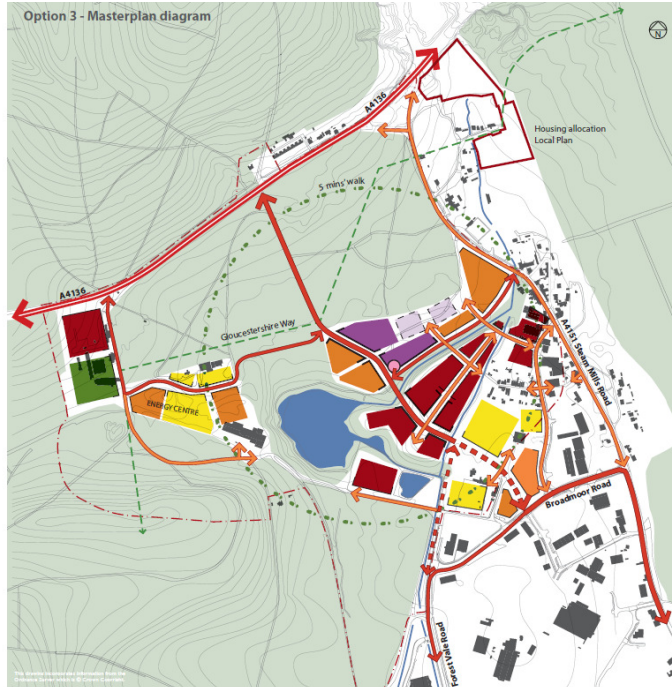 Option 3 - Masterplan diagram
N
A4136
Housing allocation
Local Plan
5 mins' walk
A4136
Gloucestershire Way
A4151 Steam Mills Road
ENERGY CENTRE
Broadmoor Road
Forest Vale Road